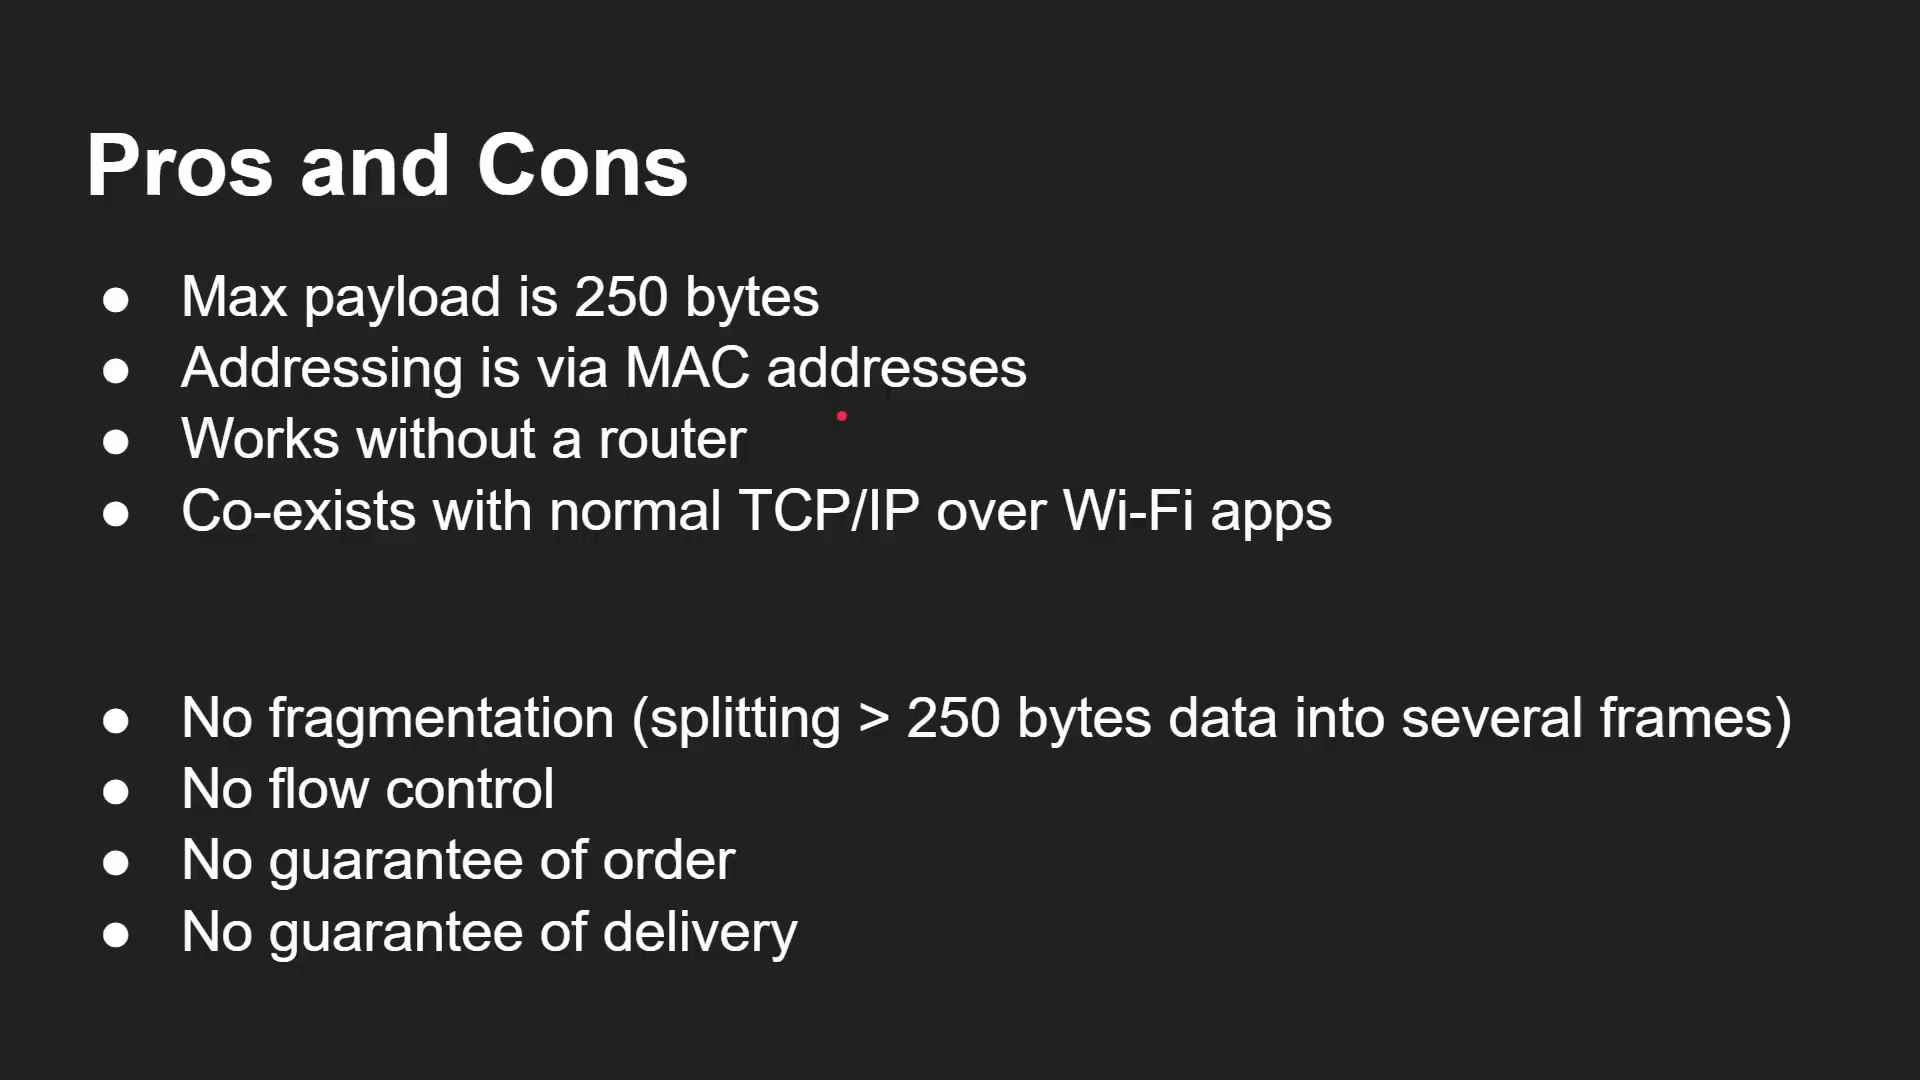 Pros and Cons
● Max payload is 250 bytes
● Addressing is via MAC addresses
● Works without a router
● Co-exists with normal TCP/IP over Wi-Fi apps
● No fragmentation (splitting > 250 bytes data into several frames)
● No flow control
● No guarantee of order
● No guarantee of delivery